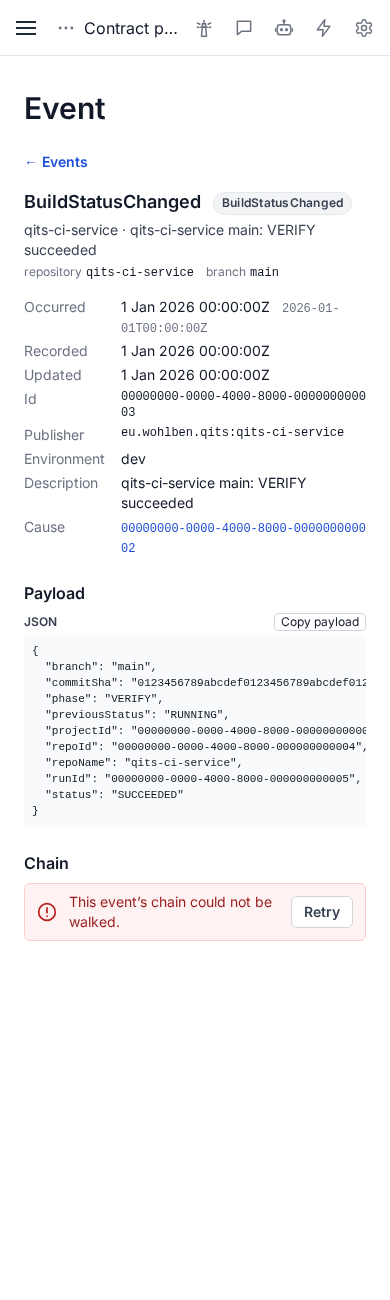 Contract p...
Event
← Events
BuildStatusChanged BuildStatusChanged
qits-ci-service · qits-ci-service main: VERIFY
succeeded
repository qits-ci-service branch main
Occurred 1 Jan 2026 00:00:00Z 2026-01-
01T00:00:00Z
Recorded 1 Jan 2026 00:00:00Z
Updated 1 Jan 2026 00:00:00Z
Id 00000000-0000-4000-8000-0000000000
03
Publisher eu.wohlben.qits:qits-ci-service
Environment dev
Description qits-ci-service main: VERIFY
succeeded
Cause 00000000-0000-4000-8000-0000000000
02
Payload
JSON Copy payload
{
"branch": "main",
"commitSha": "0123456789abcdef0123456789abcdef012
"phase": "VERIFY",
"previousStatus": "RUNNING",
"projectId": "00000000-0000-4000-8000-00000000000
"repoId": "00000000-0000-4000-8000-000000000004",
"repoName": "qits-ci-service",
"runId": "00000000-0000-4000-8000-000000000005",
"status": "SUCCEEDED"
}
Chain
This event's chain could not be
walked.
Retry